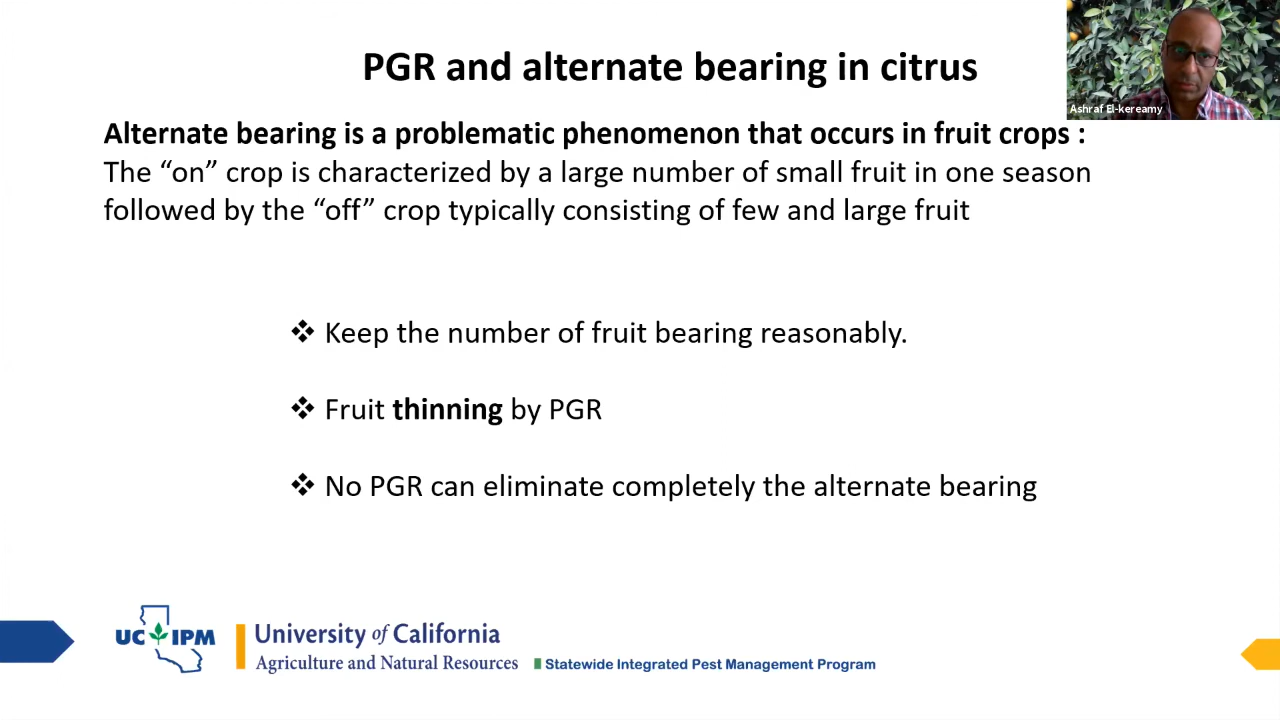 PGR and alternate bearing in citrus
Ashraf El-kereamy
Alternate bearing is a problematic phenomenon that occurs in fruit crops :
The “on” crop is characterized by a large number of small fruit in one season
followed by the “off” crop typically consisting of few and large fruit
❖ Keep the number of fruit bearing reasonably.
❖ Fruit thinning by PGR
❖ No PGR can eliminate completely the alternate bearing
UC IPM
University of California
Agriculture and Natural Resources
Statewide Integrated Pest Management Program